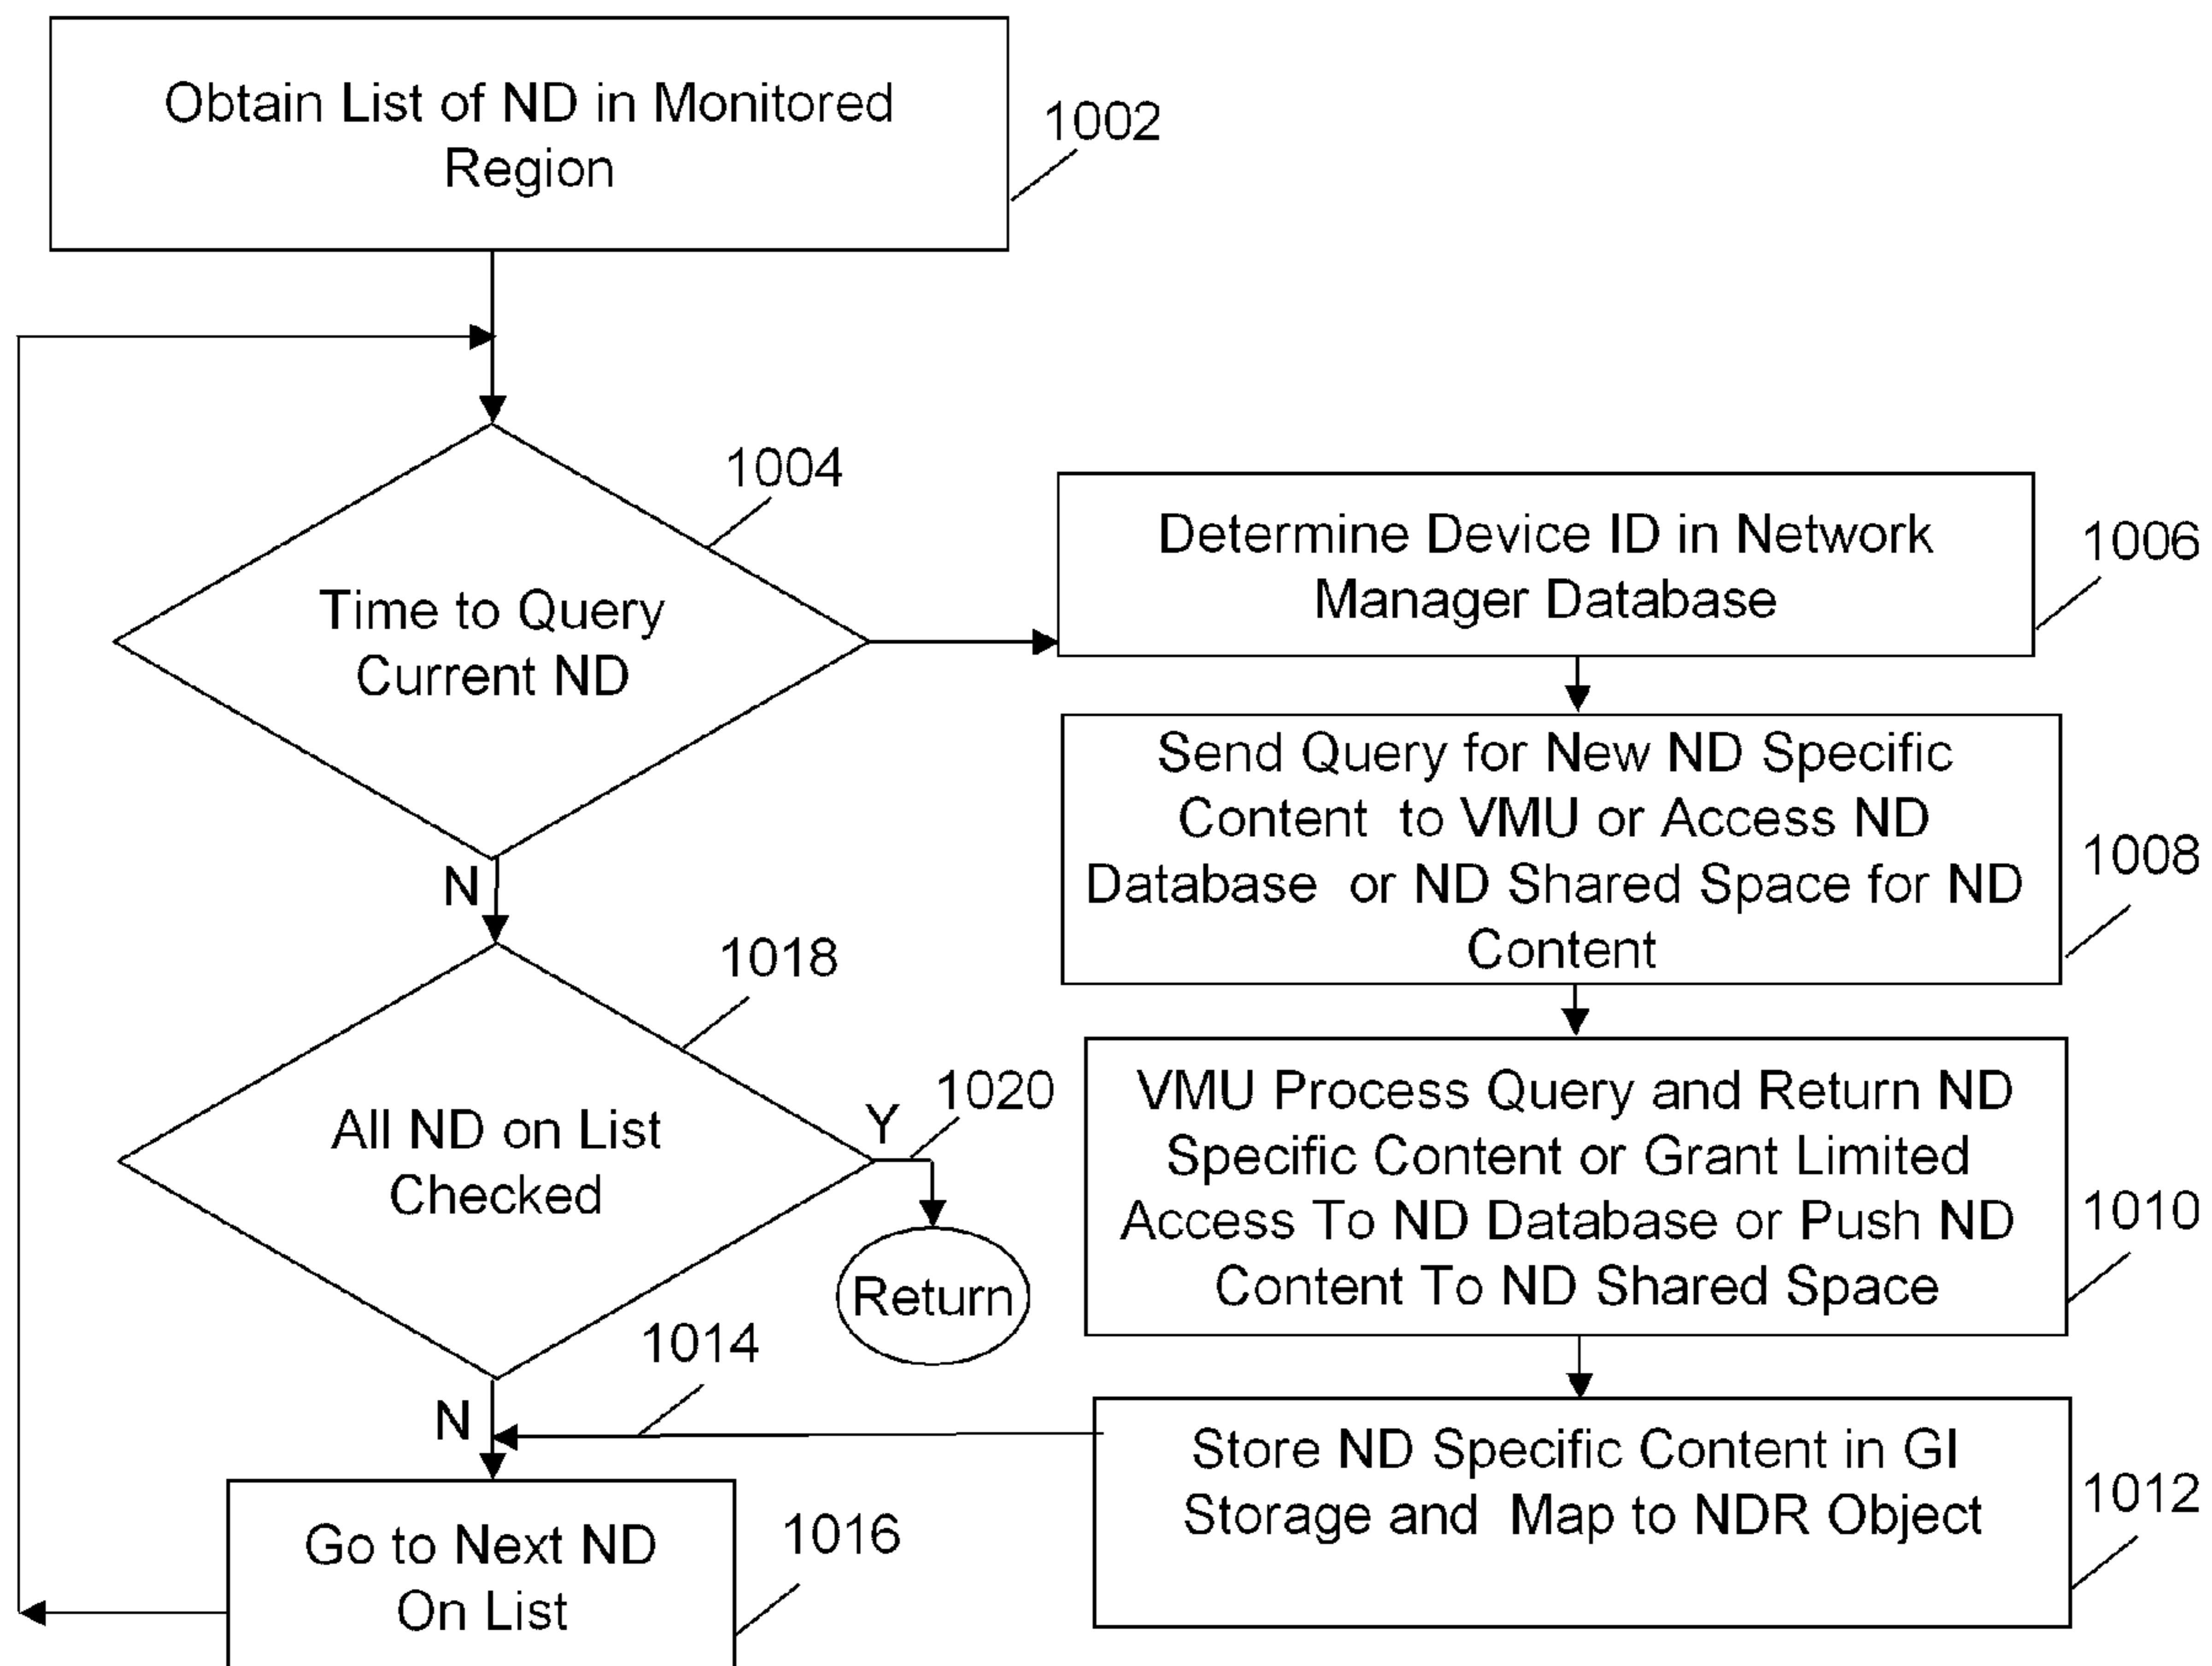 Obtain List of ND in Monitored
Region
1002
1004
Time to Query
Current ND
N
Determine Device ID in Network
Manager Database
1006
Send Query for New ND Specific
Content to VMU or Access ND
Database or ND Shared Space for ND
Content
1008
VMU Process Query and Return ND
Specific Content or Grant Limited
Access To ND Database or Push ND
Content To ND Shared Space
1010
Store ND Specific Content in GI
Storage and Map to NDR Object
1012
1018
All ND on List
Checked
Y
1020
Return
N
1014
Go to Next ND
On List
1016